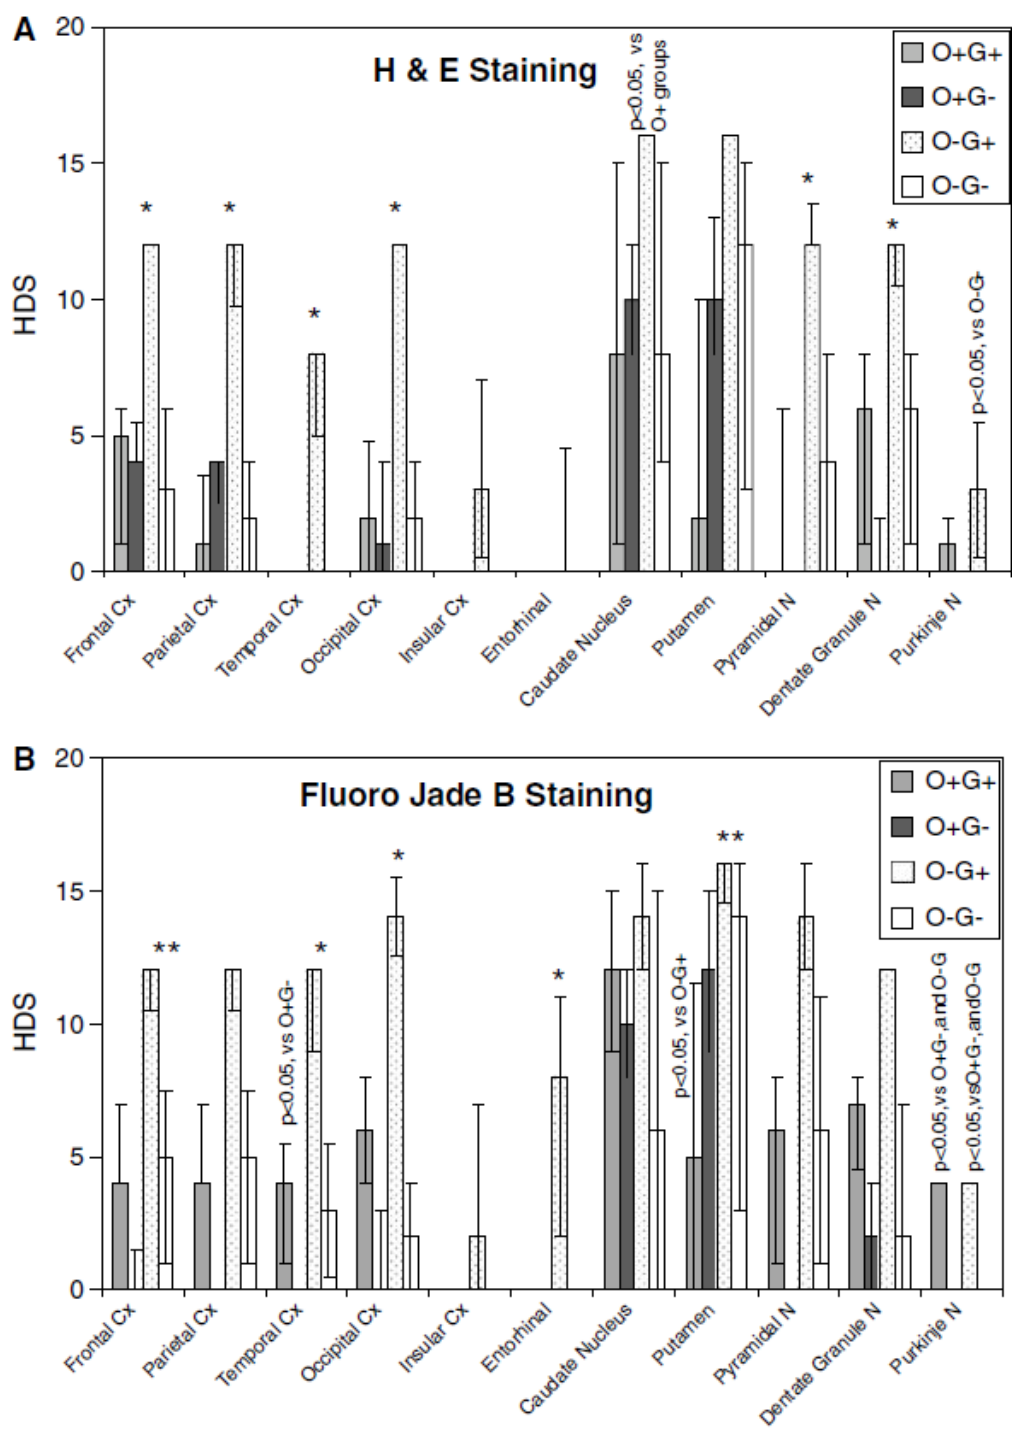 A
H & E Staining
p<0.05, vs
O+ groups
O+G+
O+G-
O-G+
O-G-
20
15
10
5
0
HDS
*
*
*
*
*
*
p<0.05, vs O-G-
Frontal Cx
Parietal Cx
Temporal Cx
Occipital Cx
Insular Cx
Entorhinal
Caudate Nucleus
Putamen
Pyramidal N
Dentate Granule N
Purkinje N
B
Fluoro Jade B Staining
O+G+
O+G-
O-G+
O-G-
20
15
10
5
0
HDS
**
p<0.05, vs O+G-
*
*
*
p<0.05, vs O-G+
**
p<0.05,vs O+G-,andO-G
p<0.05,vsO+G-,andO-G
Frontal Cx
Parietal Cx
Temporal Cx
Occipital Cx
Insular Cx
Entorhinal
Caudate Nucleus
Putamen
Pyramidal N
Dentate Granule N
Purkinje N